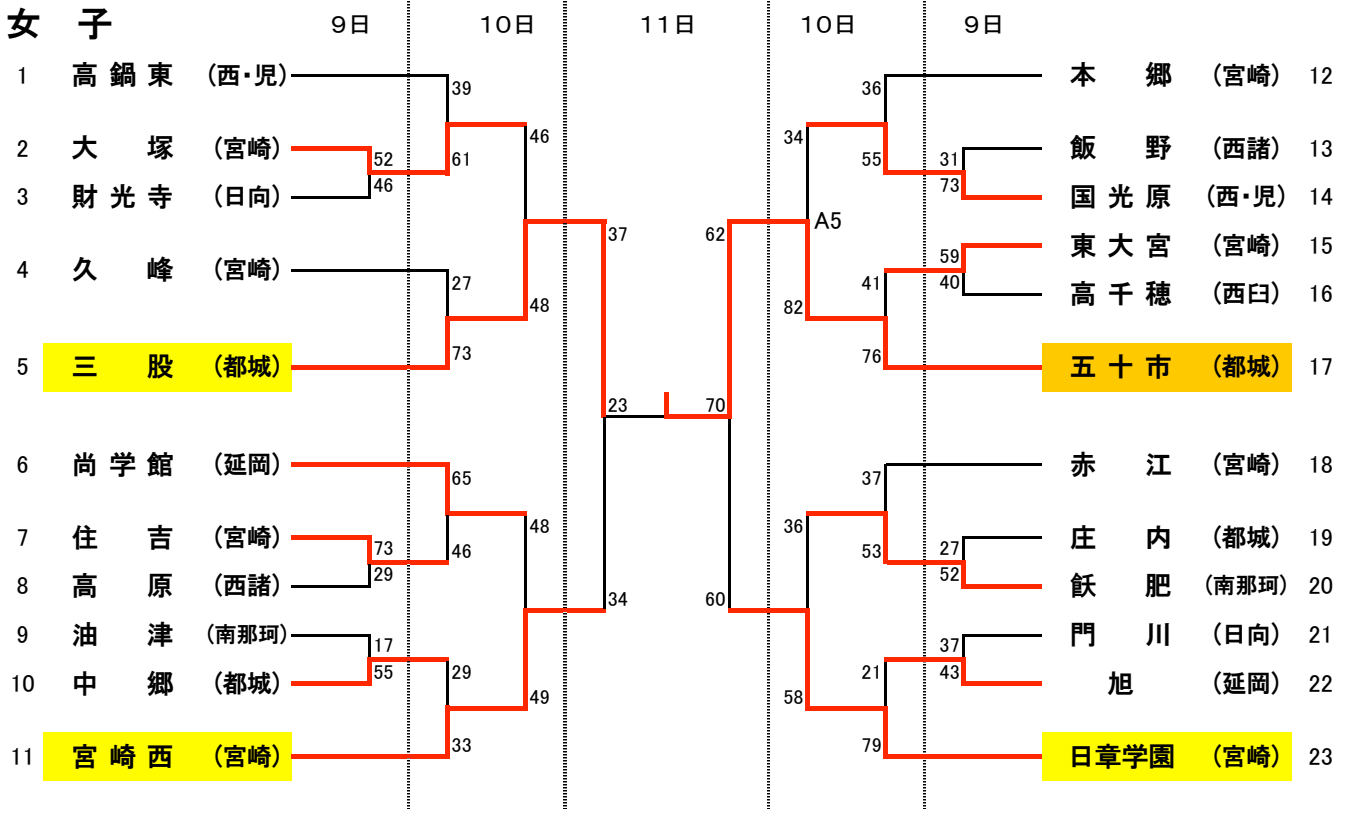 女 子
9日 10日 11日 10日 9日
1 高鍋東 (西・児) 39 36 本郷 (宮崎) 12
46 34
2 大塚 (宮崎) 52 61 55 31 飯野 (西諸) 13
3 財光寺 (日向) 46 73 国光原 (西・児) 14
37 62 A5
59 東大宮 (宮崎) 15
4 久峰 (宮崎) 27 41 40 高千穂 (西臼) 16
48 82
5 三股 (都城) 73 76 五十市 (都城) 17
23 70
6 尚学館 (延岡) 65 37 赤江 (宮崎) 18
48 36
7 住吉 (宮崎) 73 46 53 27 庄内 (都城) 19
8 高原 (西諸) 29 52 飫肥 (南那珂) 20
34 60
9 油津 (南那珂) 17 37 門川 (日向) 21
10 中郷 (都城) 55 29 21 43 旭 (延岡) 22
49 58
11 宮崎西 (宮崎) 33 79 日章学園 (宮崎) 23